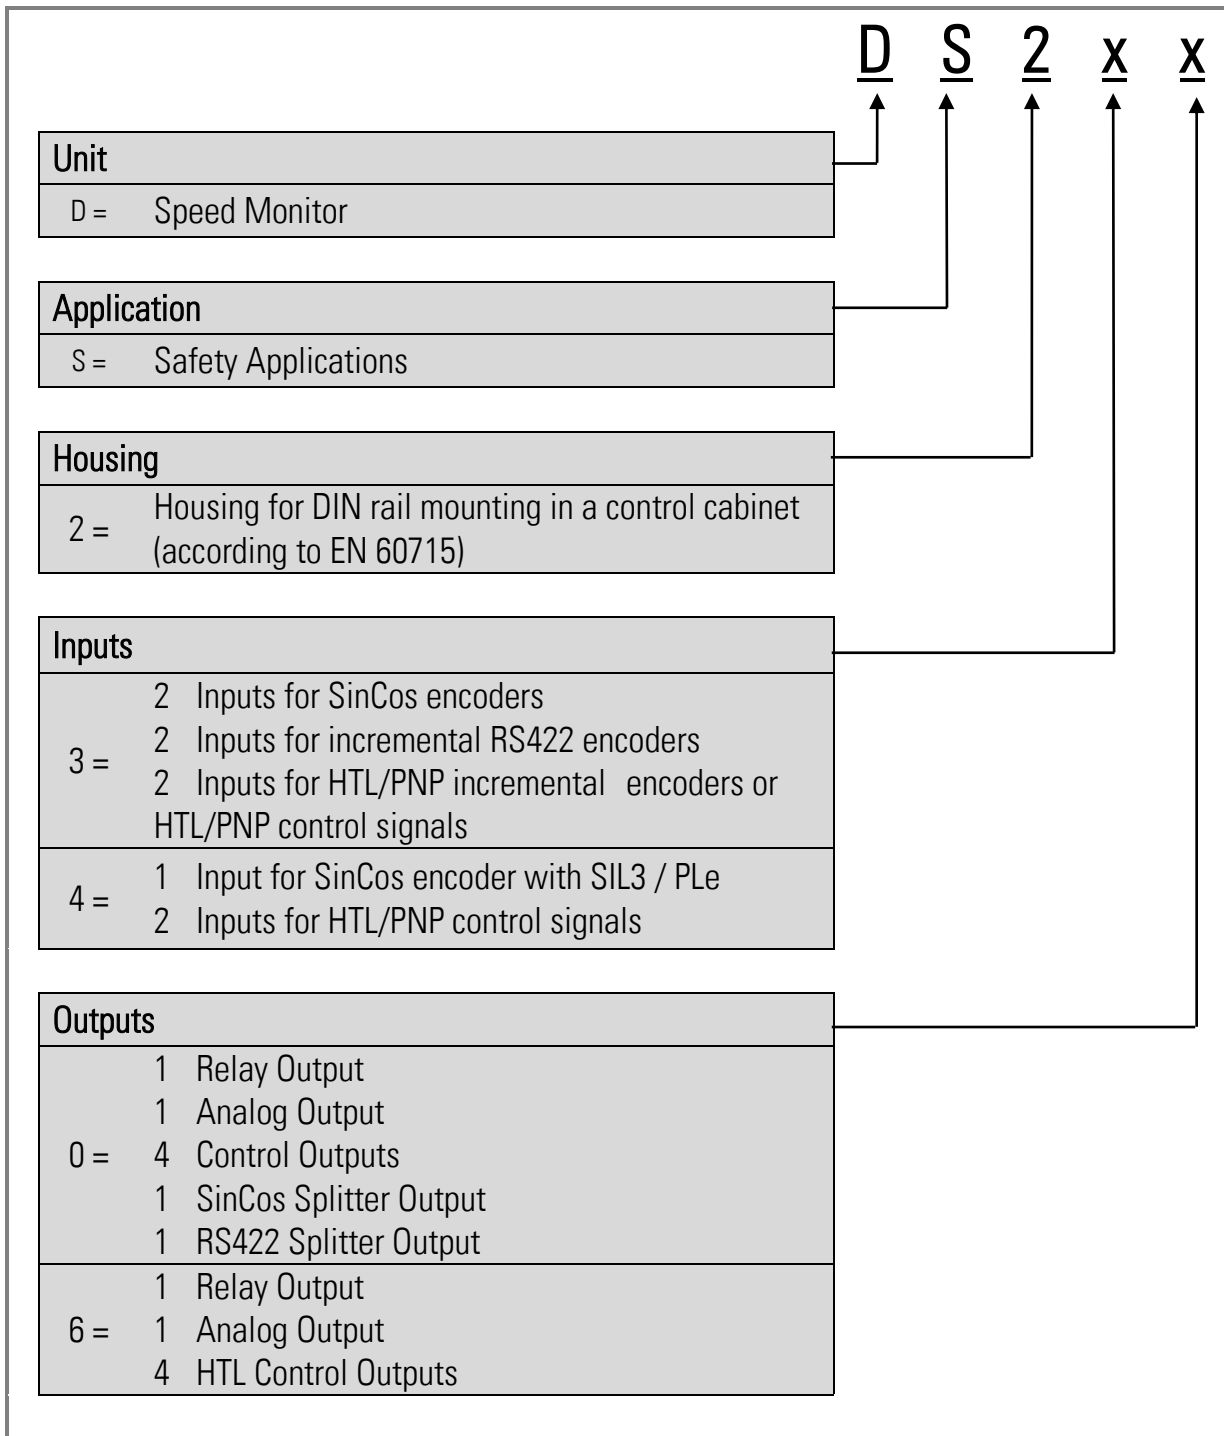 D S 2 x x
Unit
D = Speed Monitor
Application
S = Safety Applications
Housing
2 = Housing for DIN rail mounting in a control cabinet
(according to EN 60715)
Inputs
3 =
2 Inputs for SinCos encoders
2 Inputs for incremental RS422 encoders
2 Inputs for HTL/PNP incremental encoders or
HTL/PNP control signals
4 =
1 Input for SinCos encoder with SIL3 / PLe
2 Inputs for HTL/PNP control signals
Outputs
0 =
1 Relay Output
1 Analog Output
4 Control Outputs
1 SinCos Splitter Output
1 RS422 Splitter Output
6 =
1 Relay Output
1 Analog Output
4 HTL Control Outputs